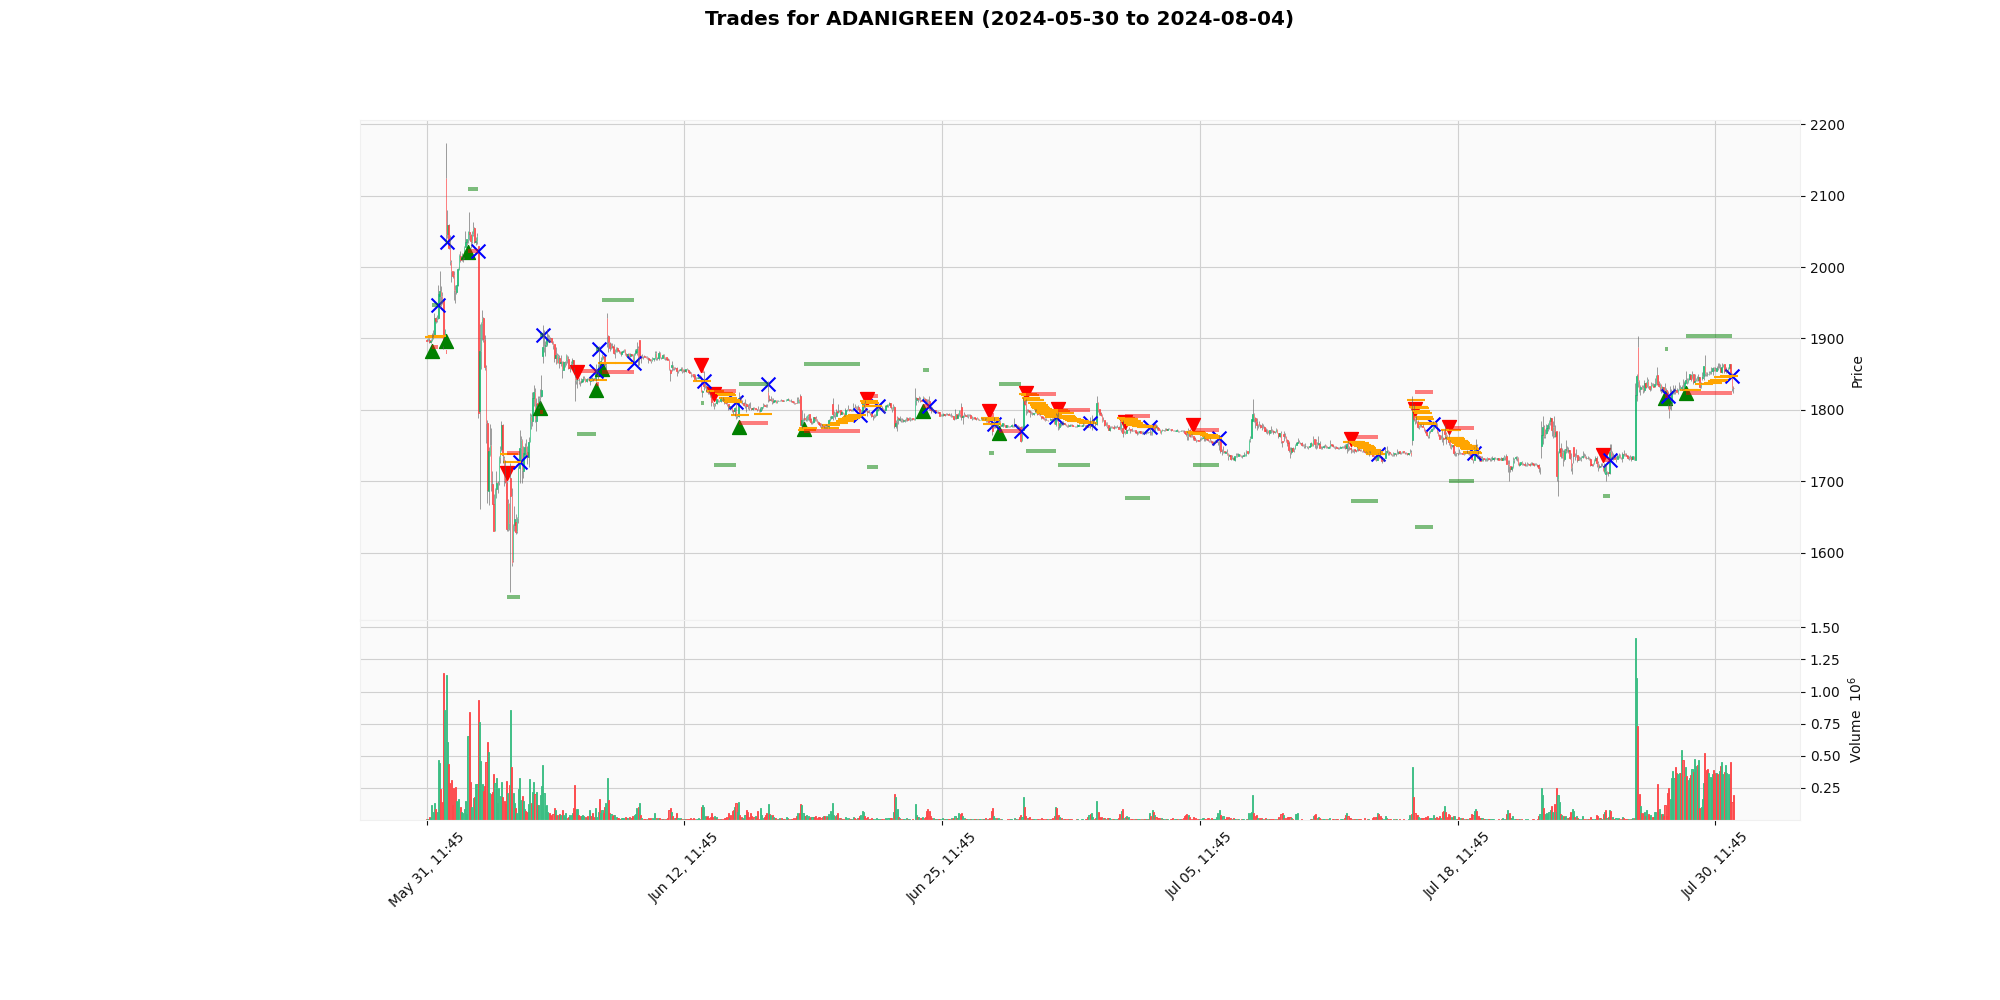 Trades for ADANIGREEN (2024-05-30 to 2024-08-04)
2200
2100
2000
1900
1800
1700
1600
Price
1.50
1.25
1.00
0.75
0.50
0.25
Volume 10⁶
May 31, 11:45
Jun 12, 11:45
Jun 25, 11:45
Jul 05, 11:45
Jul 18, 11:45
Jul 30, 11:45